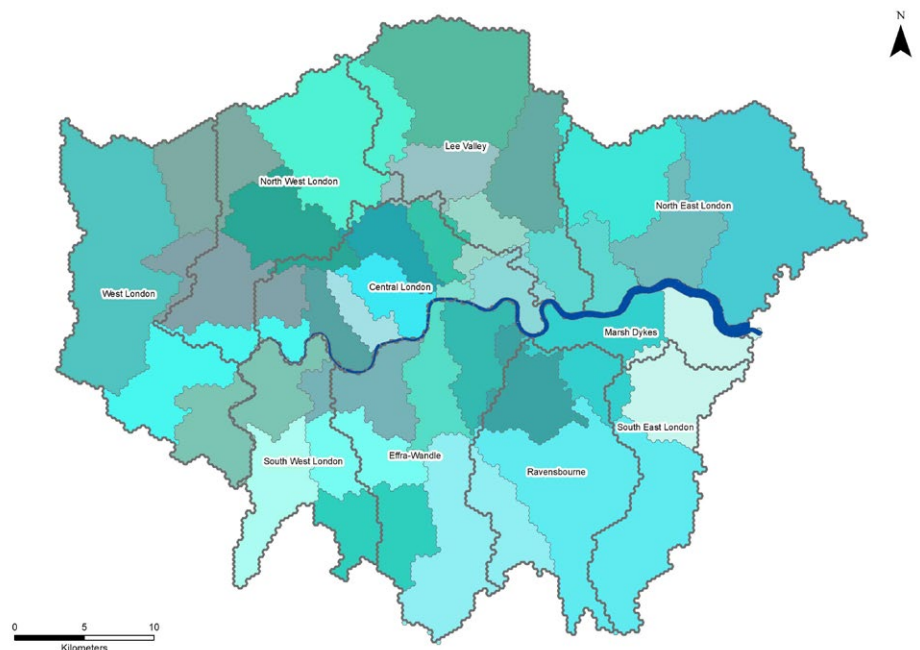 N
Lee Valley
North West London
North East London
West London
Central London
Marsh Dykes
South East London
South West London
Effra-Wandle
Ravensbourne
0 5 10
Kilometers